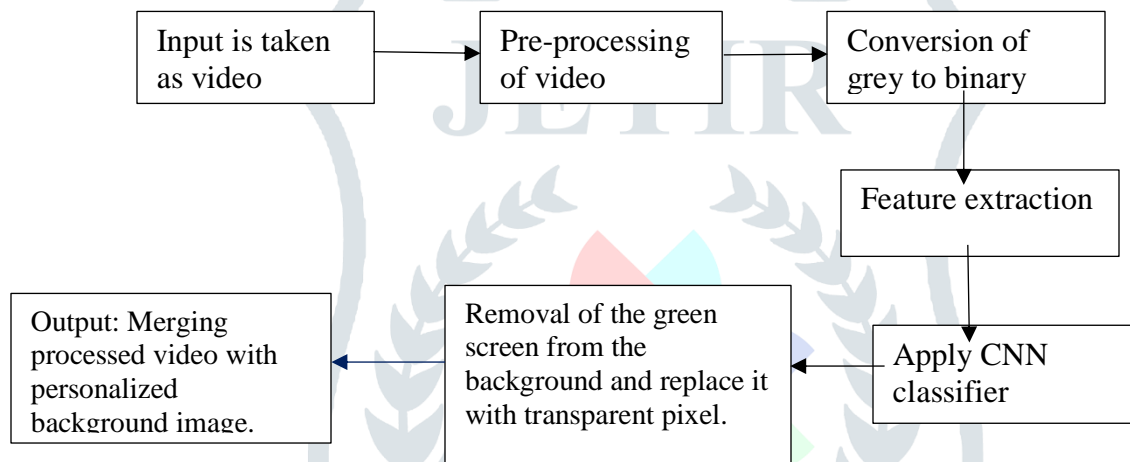 Input is taken
as video
Pre-processing
of video
Conversion of
grey to binary
JETIR
Feature extraction
Apply CNN
classifier
Removal of the green
screen from the
background and replace it
with transparent pixel.
Output: Merging
processed video with
personalized
background image.